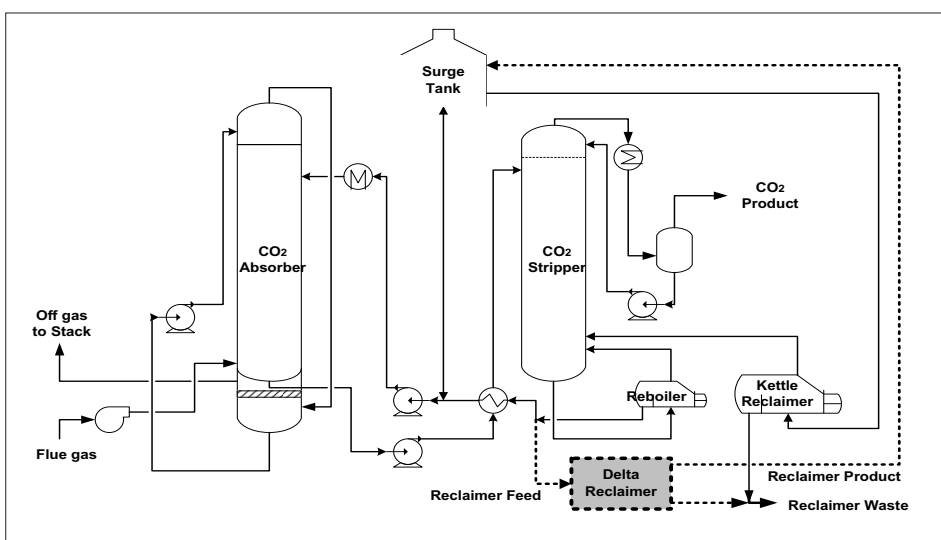 Surge
Tank
CO2
Product
CO2
Absorber
CO2
Stripper
Off gas
to Stack
Flue gas
Reboiler
Kettle
Reclaimer
Delta
Reclaimer
Reclaimer Feed
Reclaimer Product
Reclaimer Waste